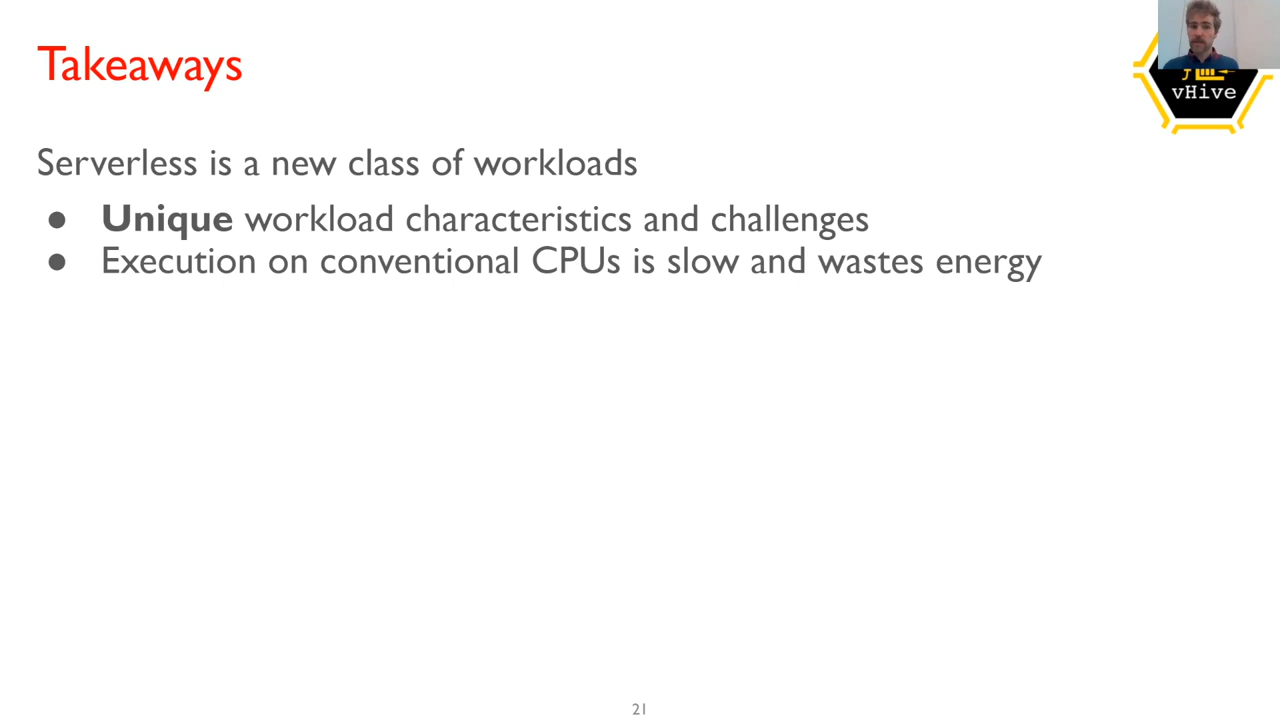 Takeaways
vHive
Serverless is a new class of workloads
● Unique workload characteristics and challenges
● Execution on conventional CPUs is slow and wastes energy
21